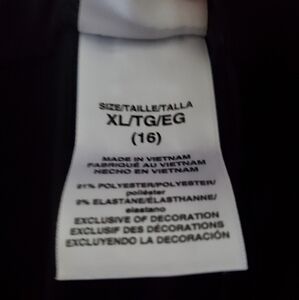 SIZE/TAILLE/TALLA
XL/TG/EG
(16)
MADE IN VIETNAM
FABRIQUÉ AU VIETNAM
HECHO EN VIETNAM
91% POLYESTER/POLYESTER/
poliéster
9% ELASTANE/ÉLASTHANNE/
elastano
EXCLUSIVE OF DECORATION
EXCLUSIF DES DÉCORATIONS
EXCLUYENDO LA DECORACIÓN